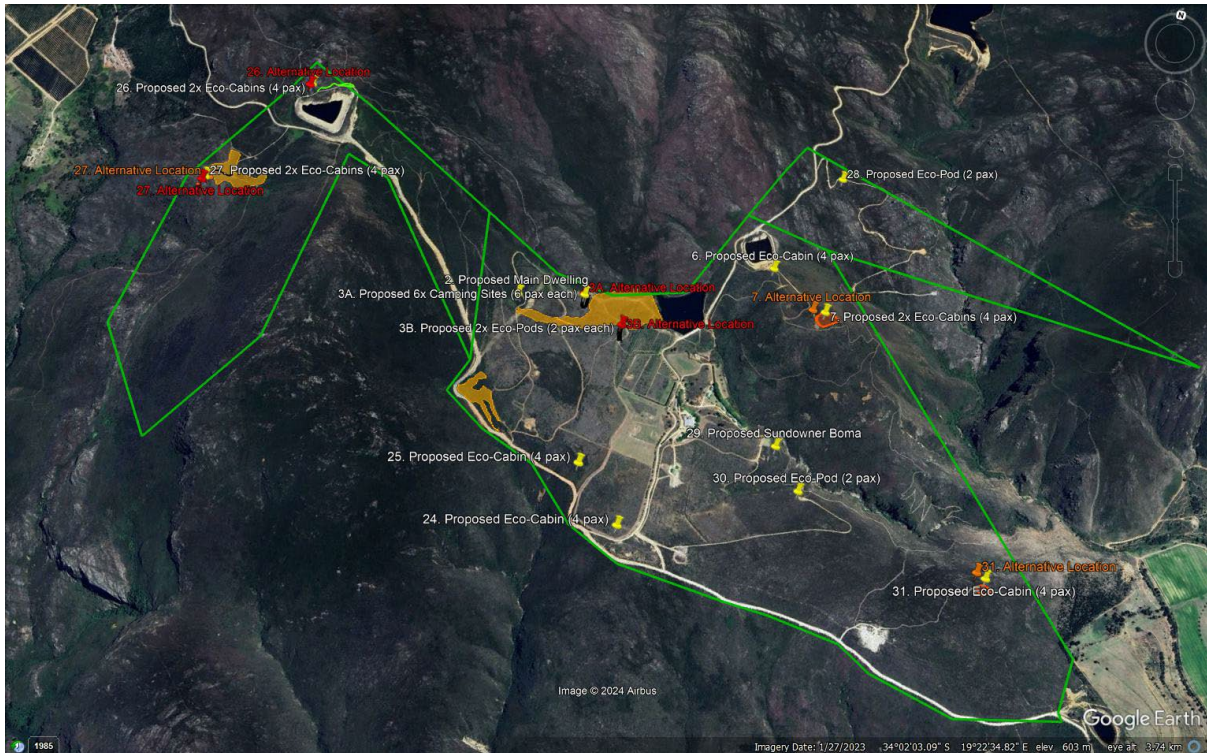 N
26. Alternative Location
26. Proposed 2x Eco-Cabins (4 pax)
27. Alternative Location
27. Proposed 2x Eco-Cabins (4 pax)
27. Alternative Location
28. Proposed Eco-Pod (2 pax)
6. Proposed Eco-Cabin (4 pax)
2. Proposed Main Dwelling
3A. Alternative Location
3A. Proposed 6x Camping Sites (6 pax each)
7. Alternative Location
7. Proposed 2x Eco-Cabins (4 pax)
3B. Proposed 2x Eco-Pods (2 pax each)
3B. Alternative Location
29. Proposed Sundowner Boma
25. Proposed Eco-Cabin (4 pax)
30. Proposed Eco-Pod (2 pax)
24. Proposed Eco-Cabin (4 pax)
31. Alternative Location
31. Proposed Eco-Cabin (4 pax)
Image © 2024 Airbus
Google Earth
1985
Imagery Date: 1/27/2023 34°02'03.09" S 19°22'34.82" E elev 603 m eye at 3.74 km